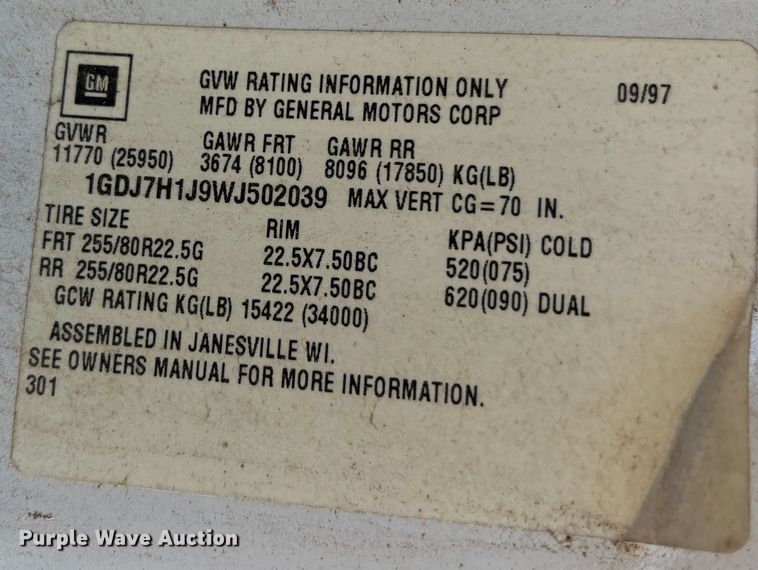 GM
GVW RATING INFORMATION ONLY 09/97
MFD BY GENERAL MOTORS CORP
GVWR GAWR FRT GAWR RR
11770 (25950) 3674 (8100) 8096 (17850) KG(LB)
1GDJ7H1J9WJ502039 MAX VERT CG=70 IN.
TIRE SIZE RIM KPA(PSI) COLD
FRT 255/80R22.5G 22.5X7.50BC 520(075)
RR 255/80R22.5G 22.5X7.50BC 620(090) DUAL
GCW RATING KG(LB) 15422 (34000)
ASSEMBLED IN JANESVILLE WI.
SEE OWNERS MANUAL FOR MORE INFORMATION.
301
Purple Wave Auction